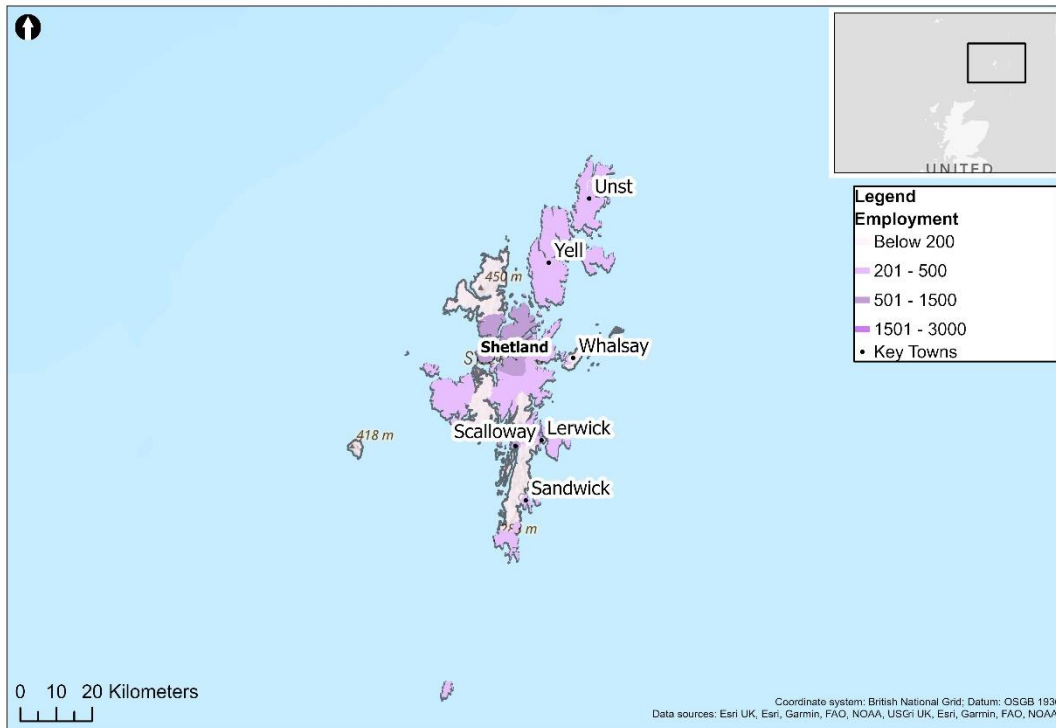 UNITED
Legend
Employment
Below 200
201 - 500
501 - 1500
1501 - 3000
Key Towns
Unst
Yell
450 m
Shetland
Whalsay
418 m
Scalloway
Lerwick
Sandwick
0 10 20 Kilometers
Coordinate system: British National Grid; Datum: OSGB 1936
Data sources: Esri UK, Esri, Garmin, FAO, NOAA, USGS, Esri UK, Esri, Garmin, FAO, NOAA